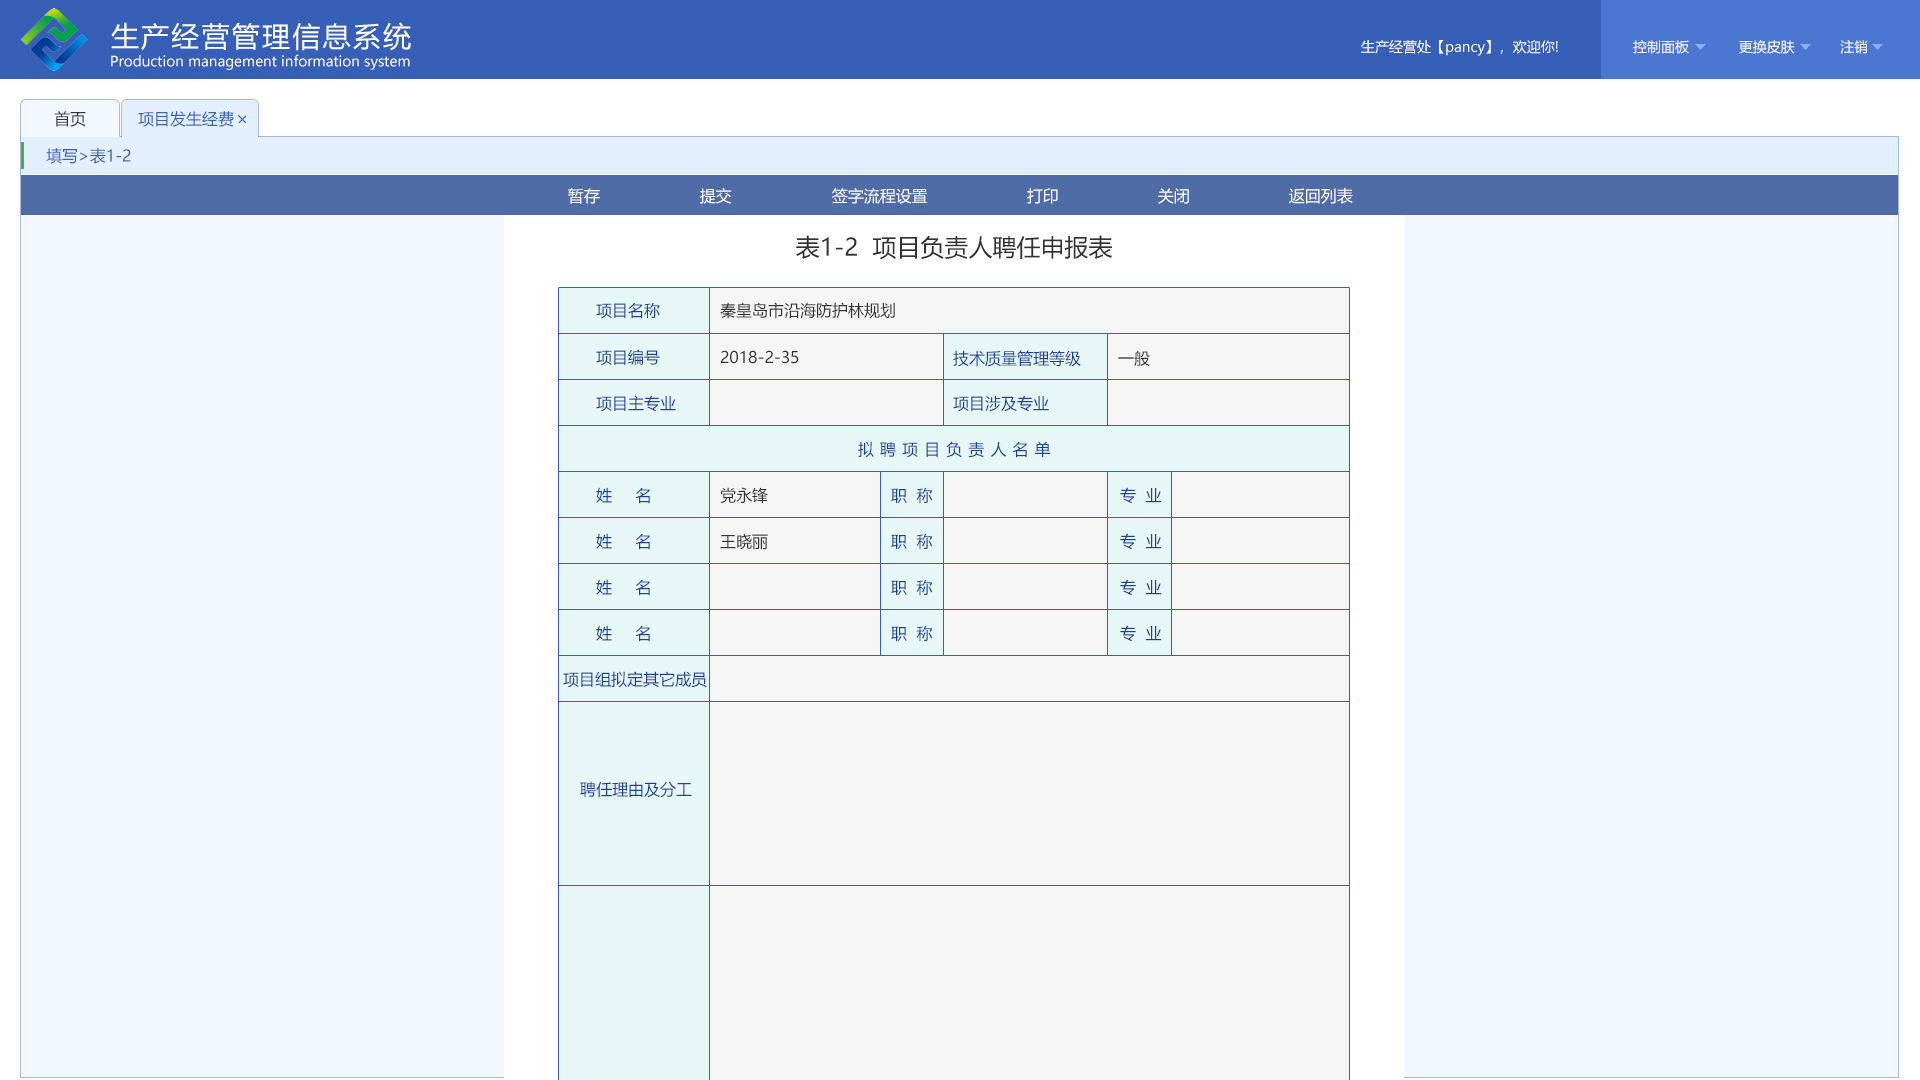 生产经营管理信息系统
Production management information system
生产经营处【pancy】, 欢迎你! 控制面板 更换皮肤 注销
首页 项目发生经费×
填写>表1-2
暂存 提交 签字流程设置 打印 关闭 返回列表
表1-2 项目负责人聘任申报表
项目名称 秦皇岛市沿海防护林规划
项目编号 2018-2-35 技术质量管理等级 一般
项目主专业 项目涉及专业
拟聘项目负责人名单
姓 名 党永锋 职 称 专 业
姓 名 王晓丽 职 称 专 业
姓 名 职 称 专 业
姓 名 职 称 专 业
项目组拟定其它成员
聘任理由及分工